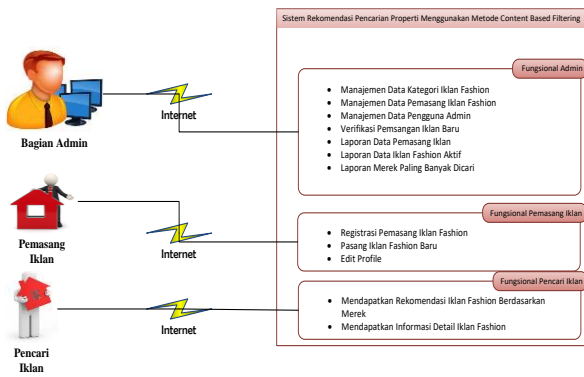 Sistem Rekomendasi Pencarian Properti Menggunakan Metode Content Based Filtering
Fungsional Admin
• Manajemen Data Kategori Iklan Fashion
• Manajemen Data Pemasang Iklan Fashion
• Manajemen Data Pengguna Admin
• Verifikasi Pemsangan Iklan Baru
• Laporan Data Pemasang Iklan
• Laporan Data Iklan Fashion Aktif
• Laporan Merek Paling Banyak Dicari
Internet
Bagian Admin
Fungsional Pemasang Iklan
• Registrasi Pemasang Iklan Fashion
• Pasang Iklan Fashion Baru
• Edit Profile
Internet
Pemasang
Iklan
Fungsional Pencari Iklan
• Mendapatkan Rekomendasi Iklan Fashion Berdasarkan
Merek
• Mendapatkan Informasi Detail Iklan Fashion
Internet
Pencari
Iklan